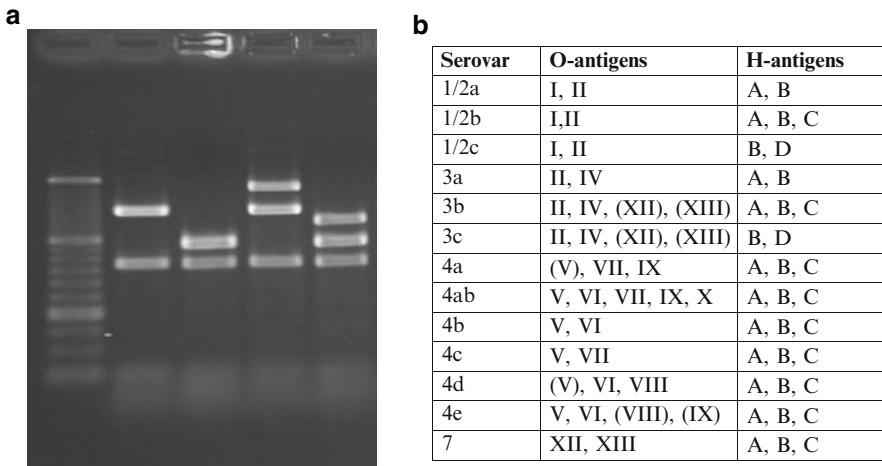 a
b
Serovar O-antigens H-antigens
1/2a I, II A, B
1/2b I,II A, B, C
1/2c I, II B, D
3a II, IV A, B
3b II, IV, (XII), (XIII) A, B, C
3c II, IV, (XII), (XIII) B, D
4a (V), VII, IX A, B, C
4ab V, VI, VII, IX, X A, B, C
4b V, VI A, B, C
4c V, VII A, B, C
4d (V), VI, VIII A, B, C
4e V, VI, (VIII), (IX) A, B, C
7 XII, XIII A, B, C